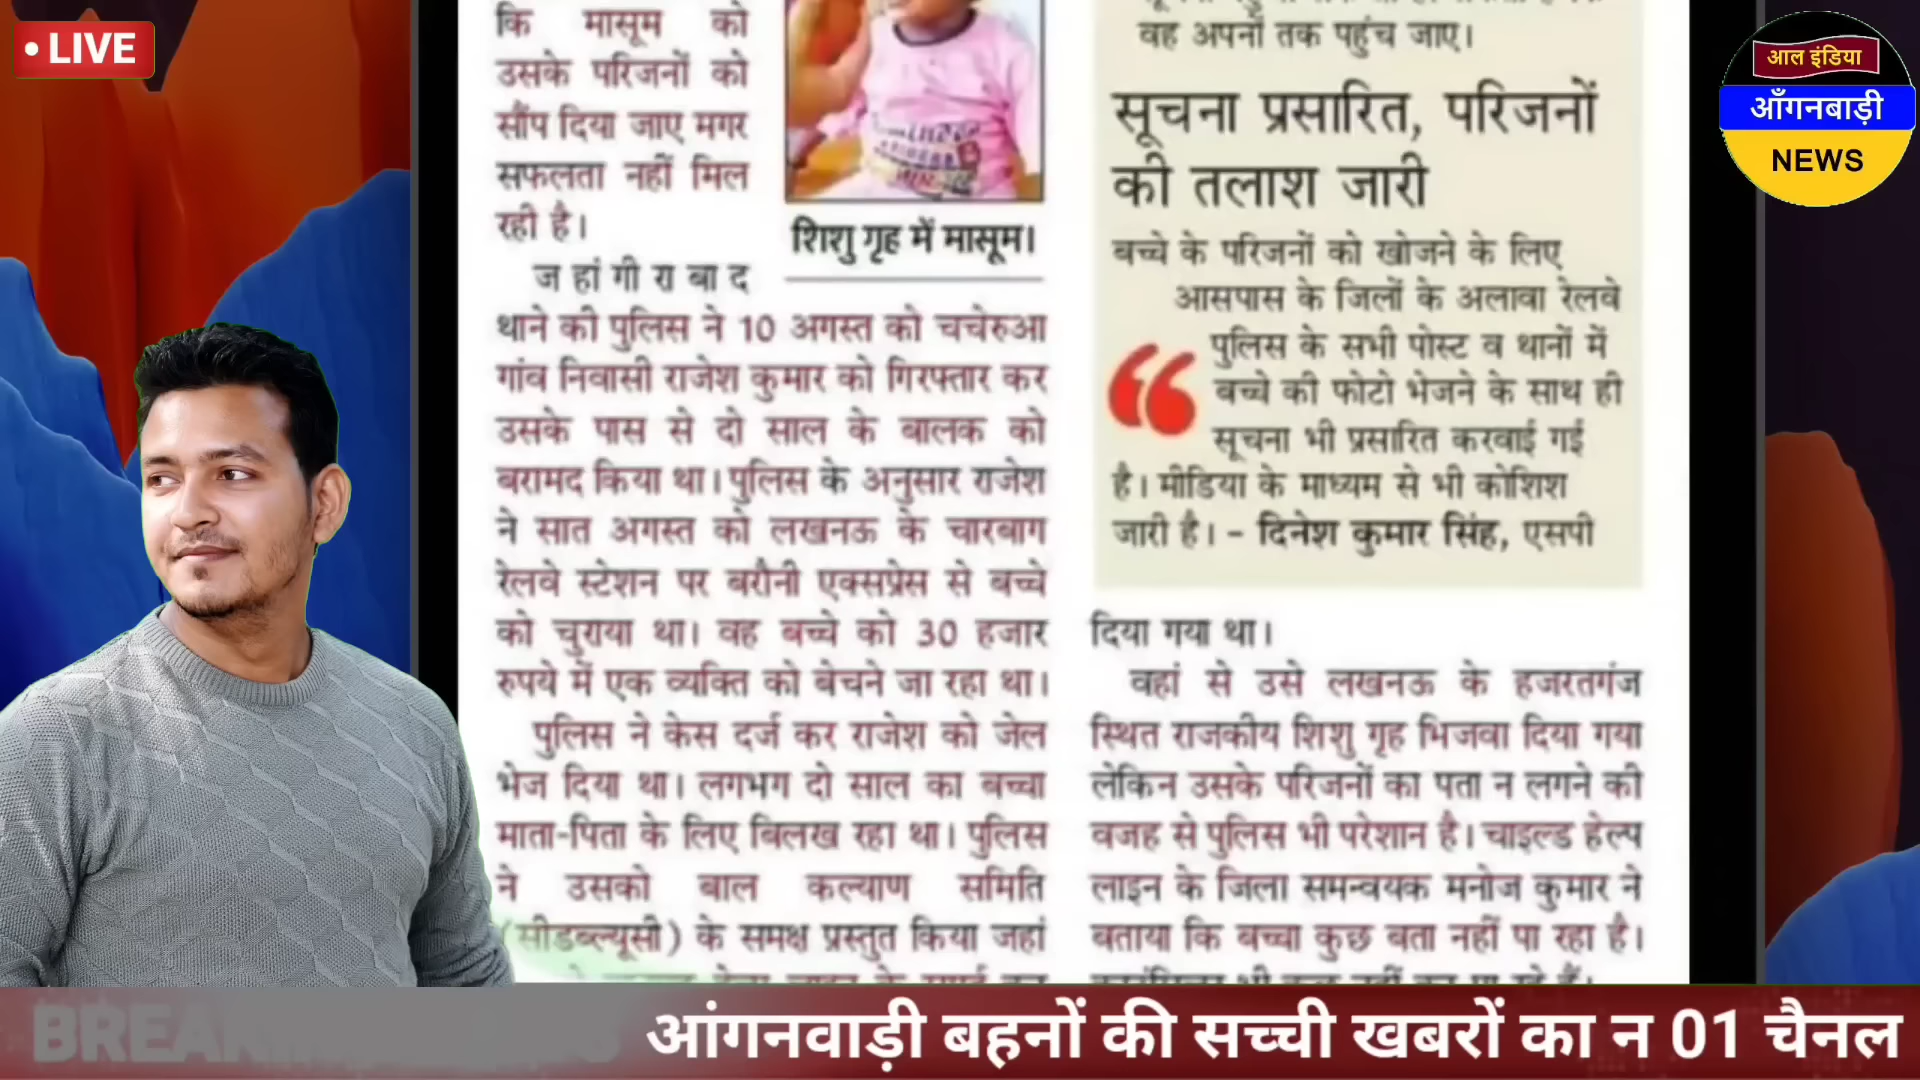 • LIVE
आल इंडिया
आँगनबाड़ी
NEWS
कि मासूम को
उसके परिजनों को
सौंप दिया जाए मगर
सफलता नहीं मिल
रही है।
शिशु गृह में मासूम।
जहांगीराबाद
थाने की पुलिस ने 10 अगस्त को चचेरुआ
गांव निवासी राजेश कुमार को गिरफ्तार कर
उसके पास से दो साल के बालक को
बरामद किया था। पुलिस के अनुसार राजेश
ने सात अगस्त को लखनऊ के चारबाग
रेलवे स्टेशन पर बरौनी एक्सप्रेस से बच्चे
को चुराया था। वह बच्चे को 30 हजार
रुपये में एक व्यक्ति को बेचने जा रहा था।
पुलिस ने केस दर्ज कर राजेश को जेल
भेज दिया था। लगभग दो साल का बच्चा
माता-पिता के लिए बिलख रहा था। पुलिस
ने उसको बाल कल्याण समिति
(सीडब्ल्यूसी) के समक्ष प्रस्तुत किया जहां
वह अपनों तक पहुंच जाए।
सूचना प्रसारित, परिजनों
की तलाश जारी
बच्चे के परिजनों को खोजने के लिए
आसपास के जिलों के अलावा रेलवे
पुलिस के सभी पोस्ट व थानों में
बच्चे की फोटो भेजने के साथ ही
सूचना भी प्रसारित करवाई गई
है। मीडिया के माध्यम से भी कोशिश
जारी है। – दिनेश कुमार सिंह, एसपी
दिया गया था।
वहां से उसे लखनऊ के हजरतगंज
स्थित राजकीय शिशु गृह भिजवा दिया गया
लेकिन उसके परिजनों का पता न लगने की
वजह से पुलिस भी परेशान है। चाइल्ड हेल्प
लाइन के जिला समन्वयक मनोज कुमार ने
बताया कि बच्चा कुछ बता नहीं पा रहा है।
आंगनवाड़ी बहनों की सच्ची खबरों का न 01 चैनल